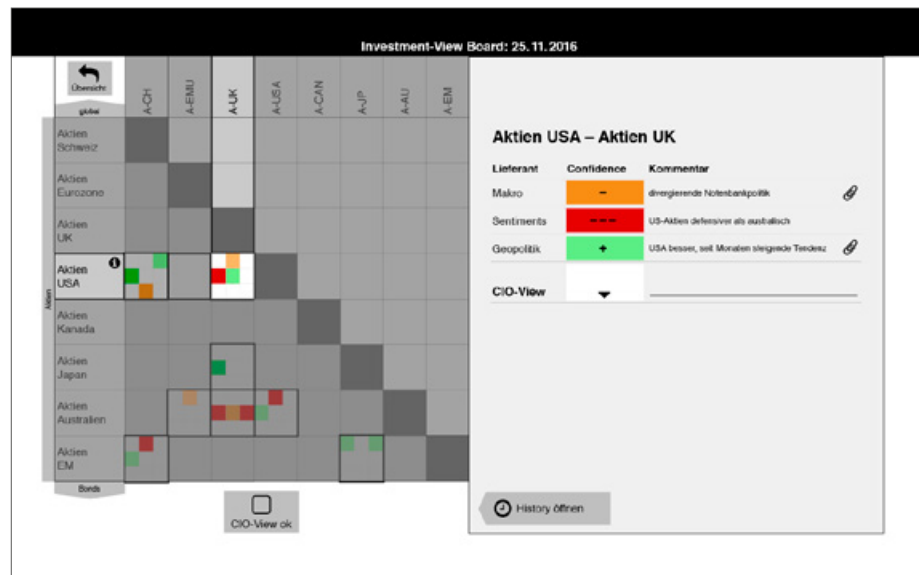 Investment-View Board: 25.11.2016
Übersicht
global
A-CH
A-EMU
A-UK
A-USA
A-CAN
A-JP
A-AU
A-EM
Aktien
Aktien
Schweiz
Aktien
Eurozone
Aktien
UK
Aktien
USA
Aktien
Kanada
Aktien
Japan
Aktien
Australien
Aktien
EM
Bonds
CIO-View ok
Aktien USA – Aktien UK
Lieferant Confidence Kommentar
Makro – divergierende Notenbankpolitik
Sentiments – – – US-Aktien defensiver als australisch
Geopolitik + USA besser, seit Monaten steigende Tendenz
CIO-View
History öffnen